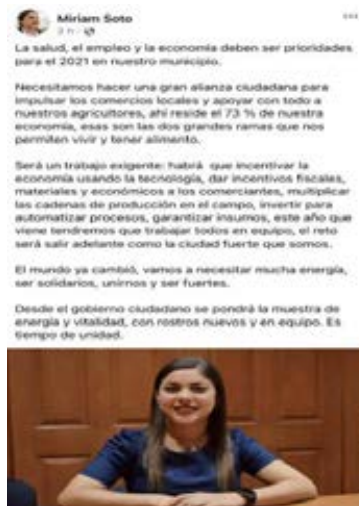 Miriam Soto
2 h ·
La salud, el empleo y la economía deben ser prioridades
para el 2021 en nuestro municipio.
Necesitamos hacer una gran alianza ciudadana para
impulsar los comercios locales y apoyar con todo a
nuestros agricultores, ahí reside el 73 % de nuestra
economía, esas son las dos grandes ramas que nos
permiten vivir y tener alimento.
Será un trabajo exigente: habrá que incentivar la
economía usando la tecnología, dar incentivos fiscales,
materiales y económicos a los comerciantes, multiplicar
las cadenas de producción en el campo, invertir para
automatizar procesos, garantizar insumos, este año que
viene tendremos que trabajar todos en equipo, el reto
será salir adelante como la ciudad fuerte que somos.
El mundo ya cambió, vamos a necesitar mucha energía,
ser solidarios, unirnos y ser fuertes.
Desde el gobierno ciudadano se pondrá la muestra de
energía y vitalidad, con rostros nuevos y en equipo. Es
tiempo de unidad.